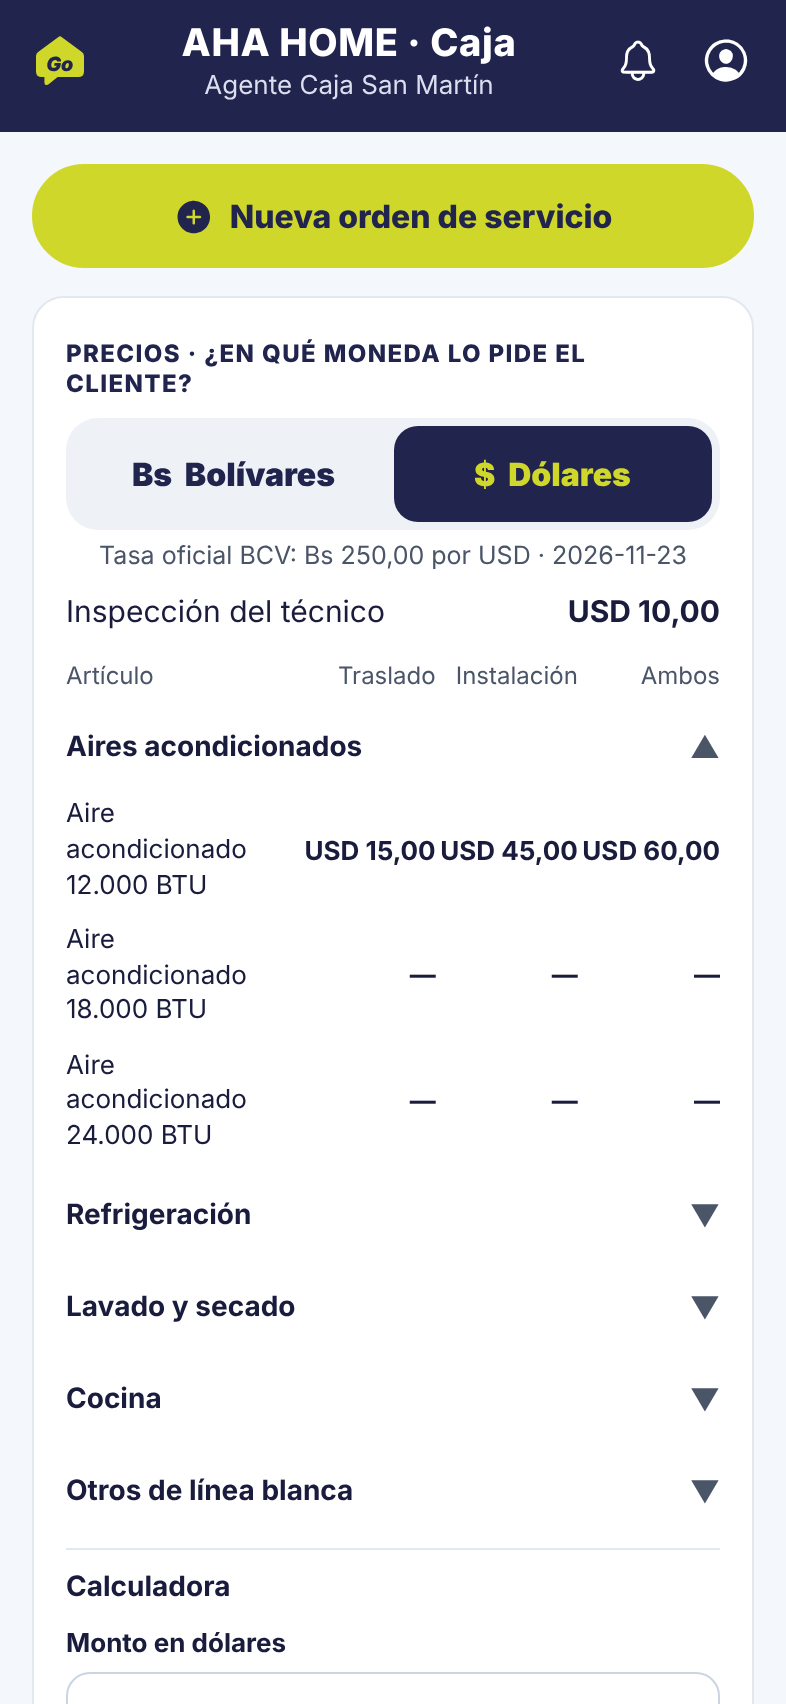 Go
AHA HOME · Caja
Agente Caja San Martín
Nueva orden de servicio
PRECIOS · ¿EN QUÉ MONEDA LO PIDE EL
CLIENTE?
Bs Bolívares
$ Dólares
Tasa oficial BCV: Bs 250,00 por USD · 2026-11-23
Inspección del técnico USD 10,00
Artículo Traslado Instalación Ambos
Aires acondicionados ▲
Aire
acondicionado
12.000 BTU
USD 15,00 USD 45,00 USD 60,00
Aire
acondicionado
18.000 BTU
— — —
Aire
acondicionado
24.000 BTU
— — —
Refrigeración ▼
Lavado y secado ▼
Cocina ▼
Otros de línea blanca ▼
Calculadora
Monto en dólares